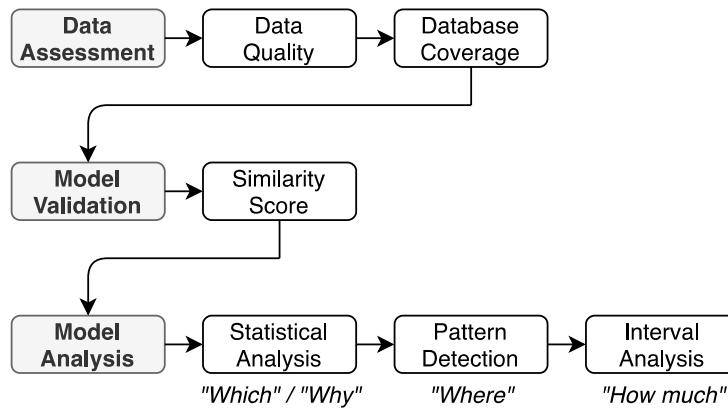 Data
Assessment
Data
Quality
Database
Coverage
Model
Validation
Similarity
Score
Model
Analysis
Statistical
Analysis
Pattern
Detection
Interval
Analysis
"Which" / "Why"
"Where"
"How much"